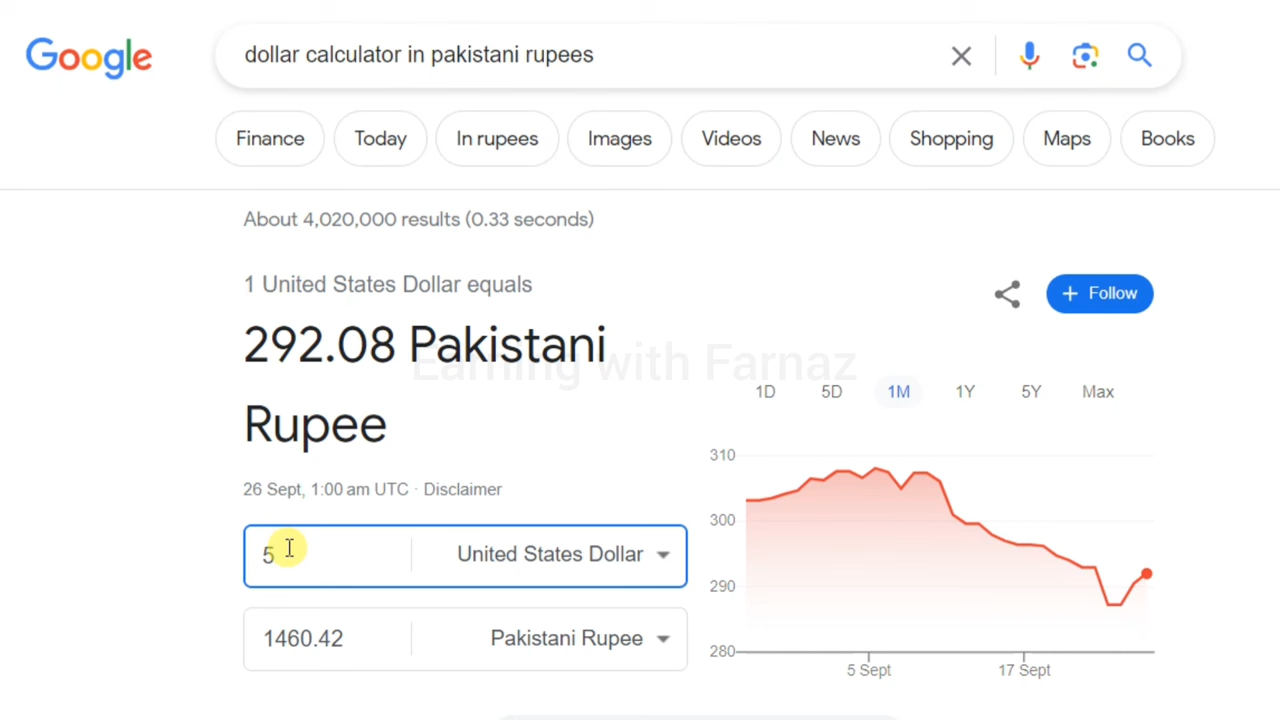 Google
dollar calculator in pakistani rupees
Finance
Today
In rupees
Images
Videos
News
Shopping
Maps
Books
About 4,020,000 results (0.33 seconds)
1 United States Dollar equals
Follow
292.08 Pakistani
Rupee
Earning with Farnaz
26 Sept, 1:00 am UTC · Disclaimer
5
United States Dollar
1460.42
Pakistani Rupee
1D
5D
1M
1Y
5Y
Max
310
300
290
280
5 Sept
17 Sept